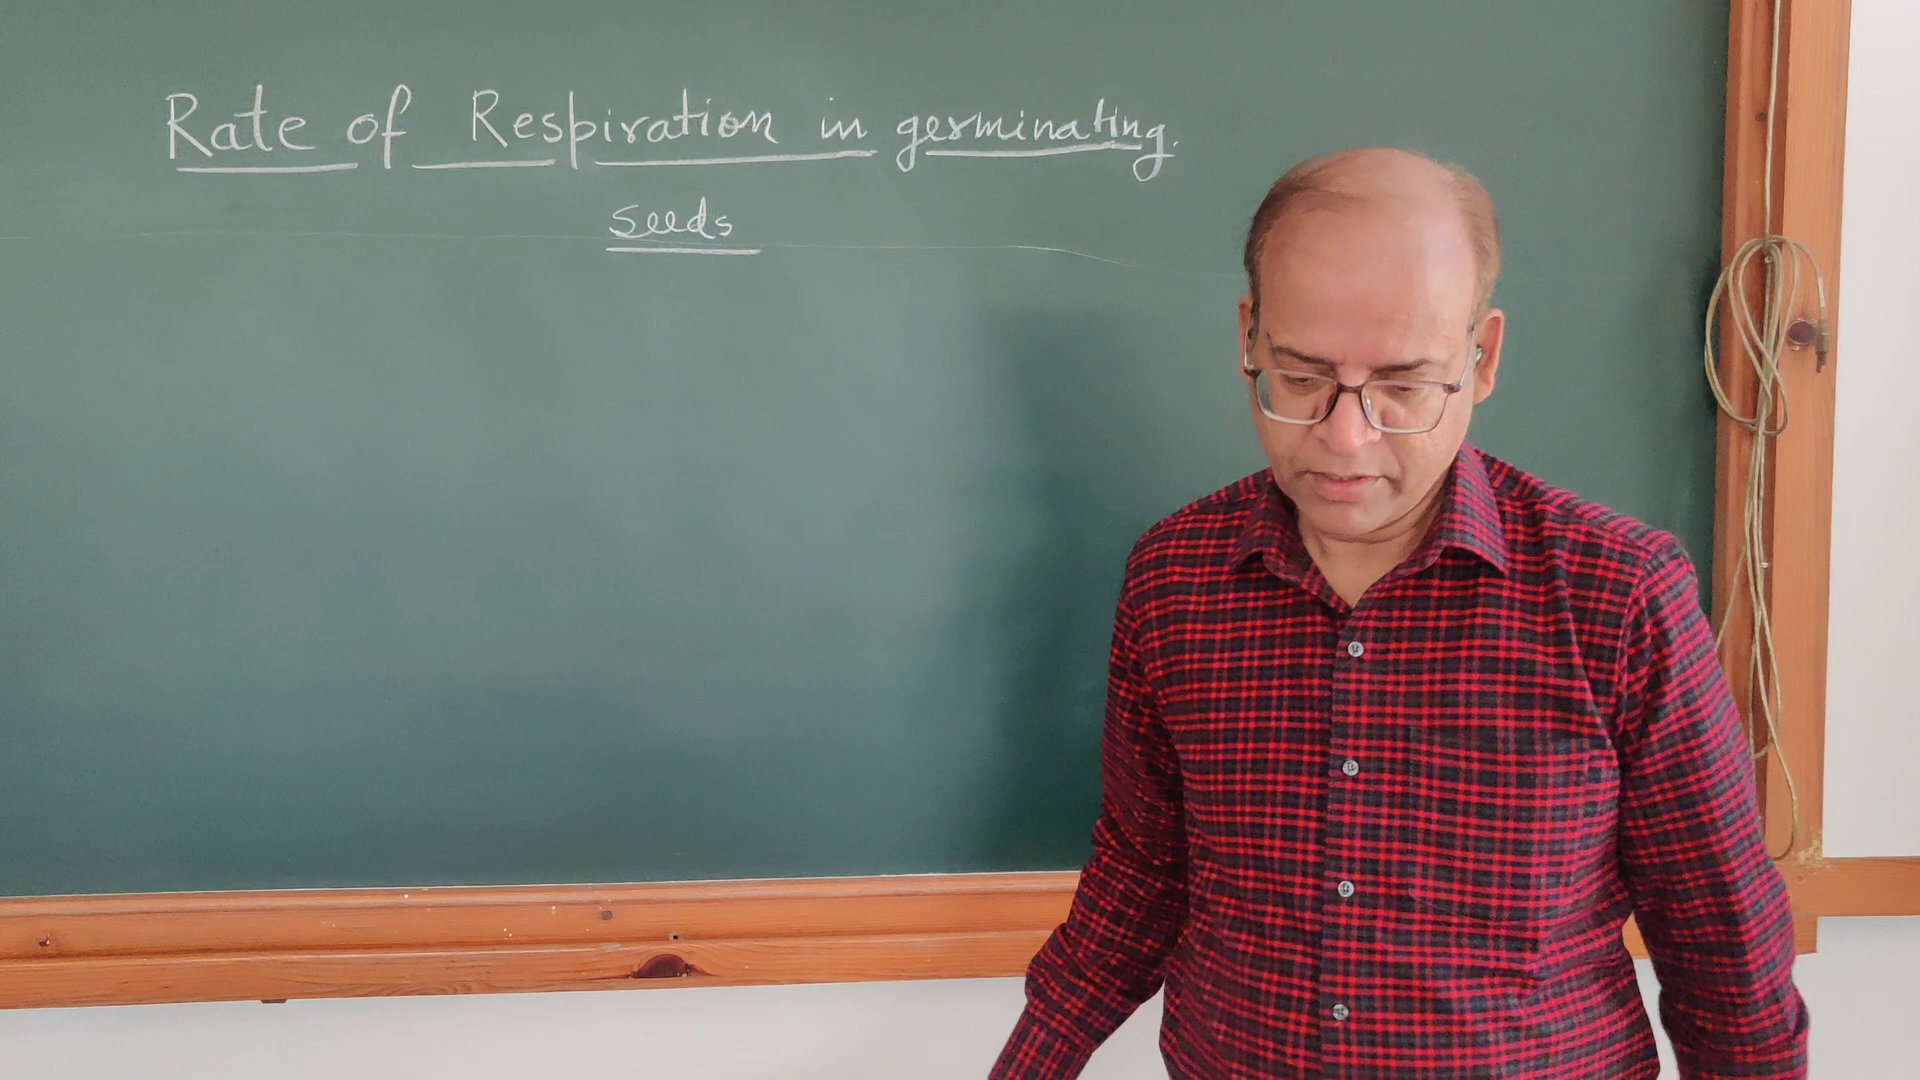 Rate of Respiration in germinating.
Seeds